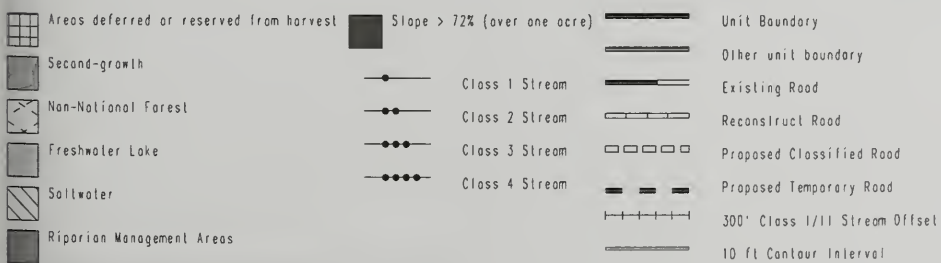 Areas deferred or reserved from harvest
Second-growth
Non-National Forest
Freshwater Lake
Saltwater
Riparian Management Areas
Slope > 72% (over one acre)
Class 1 Stream
Class 2 Stream
Class 3 Stream
Class 4 Stream
Unit Boundary
Other unit boundary
Existing Road
Reconstruct Road
Proposed Classified Road
Proposed Temporary Road
300' Class I/II Stream Offset
10 ft Contour Interval